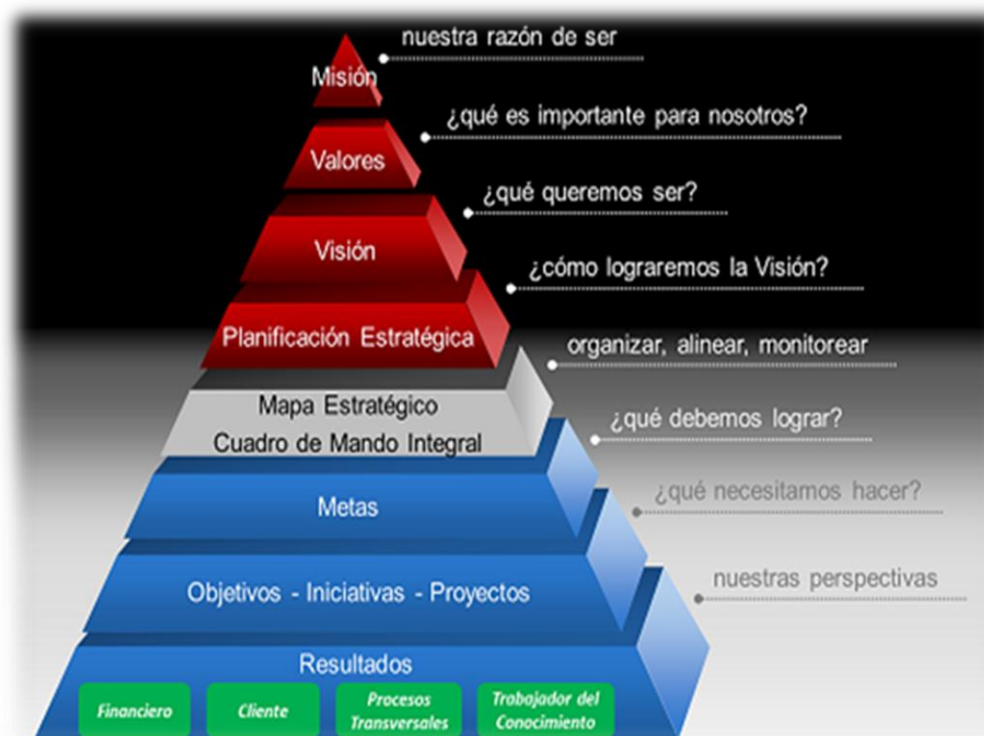 nuestra razón de ser
Misión
¿qué es importante para nosotros?
Valores
¿qué queremos ser?
Visión
¿cómo lograremos la Visión?
Planificación Estratégica
organizar, alinear, monitorear
Mapa Estratégico
Cuadro de Mando Integral
¿qué debemos lograr?
Metas
¿qué necesitamos hacer?
Objetivos - Iniciativas - Proyectos
nuestras perspectivas
Resultados
Financiero
Cliente
Procesos
Transversales
Trabajador del
Conocimiento